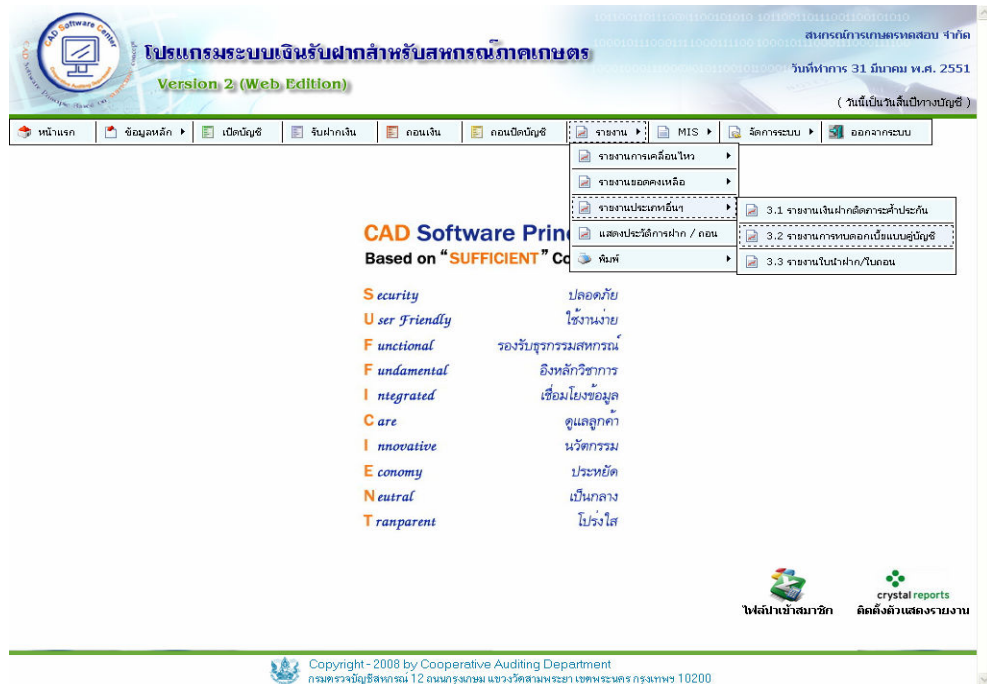 CAD Software Center
โปรแกรมระบบเงินรับฝากสำหรับสหกรณ์ภาคเกษตร
Version 2 (Web Edition)
สหกรณ์การเกษตรทดสอบ จำกัด
วันที่ทำการ 31 มีนาคม พ.ศ. 2551
( วันนี้เป็นวันสิ้นปีทางบัญชี )
หน้าแรก ข้อมูลหลัก เปิดบัญชี รับฝากเงิน ถอนเงิน ถอนปิดบัญชี รายงาน MIS จัดการระบบ ออกจากระบบ
รายงานการเคลื่อนไหว
รายงานยอดคงเหลือ
รายงานประเภทอื่นๆ
แสดงประวัติการฝาก / ถอน
พิมพ์
3.1 รายงานเงินฝากติดภาระค้ำประกัน
3.2 รายงานการทบดอกเบี้ยแบบคู่บัญชี
3.3 รายงานใบนำฝาก/ใบถอน
CAD Software Prin
Based on "SUFFICIENT" Co
Security ปลอดภัย
User Friendly ใช้งานง่าย
Functional รองรับธุรกรรมสหกรณ์
Fundamental อิงหลักวิชาการ
Integrated เชื่อมโยงข้อมูล
Care ดูแลลูกค้า
Innovative นวัตกรรม
Economy ประหยัด
Neutral เป็นกลาง
Tranparent โปร่งใส
ไฟล์นำเข้าสมาชิก
crystal reports
ติดตั้งตัวแสดงรายงาน
Copyright - 2008 by Cooperative Auditing Department
กรมตรวจบัญชีสหกรณ์ 12 ถนนกรุงเกษม แขวงวัดสามพระยา เขตพระนคร กรุงเทพฯ 10200